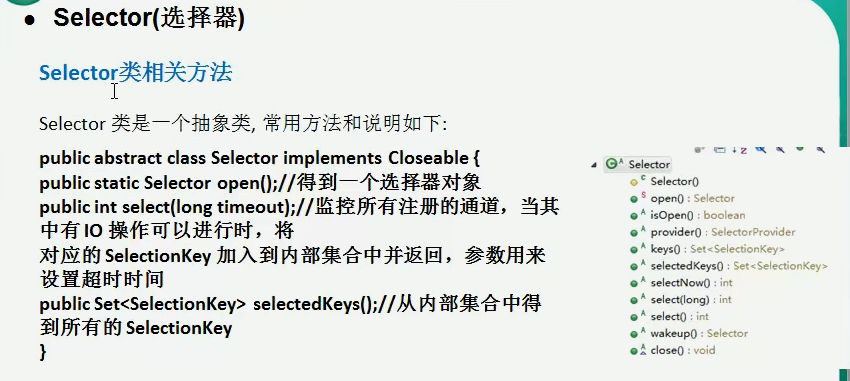 ● Selector(选择器)
Selector类相关方法
Selector 类是一个抽象类, 常用方法和说明如下:
public abstract class Selector implements Closeable {
public static Selector open();//得到一个选择器对象
public int select(long timeout);//监控所有注册的通道，当其
中有 IO 操作可以进行时，将
对应的 SelectionKey 加入到内部集合中并返回，参数用来
设置超时时间
public Set<SelectionKey> selectedKeys();//从内部集合中得
到所有的 SelectionKey
}
Selector
Selector()
open() : Selector
isOpen() : boolean
provider() : SelectorProvider
keys() : Set<SelectionKey>
selectedKeys() : Set<SelectionKey>
selectNow() : int
select(long) : int
select() : int
wakeup() : Selector
close() : void